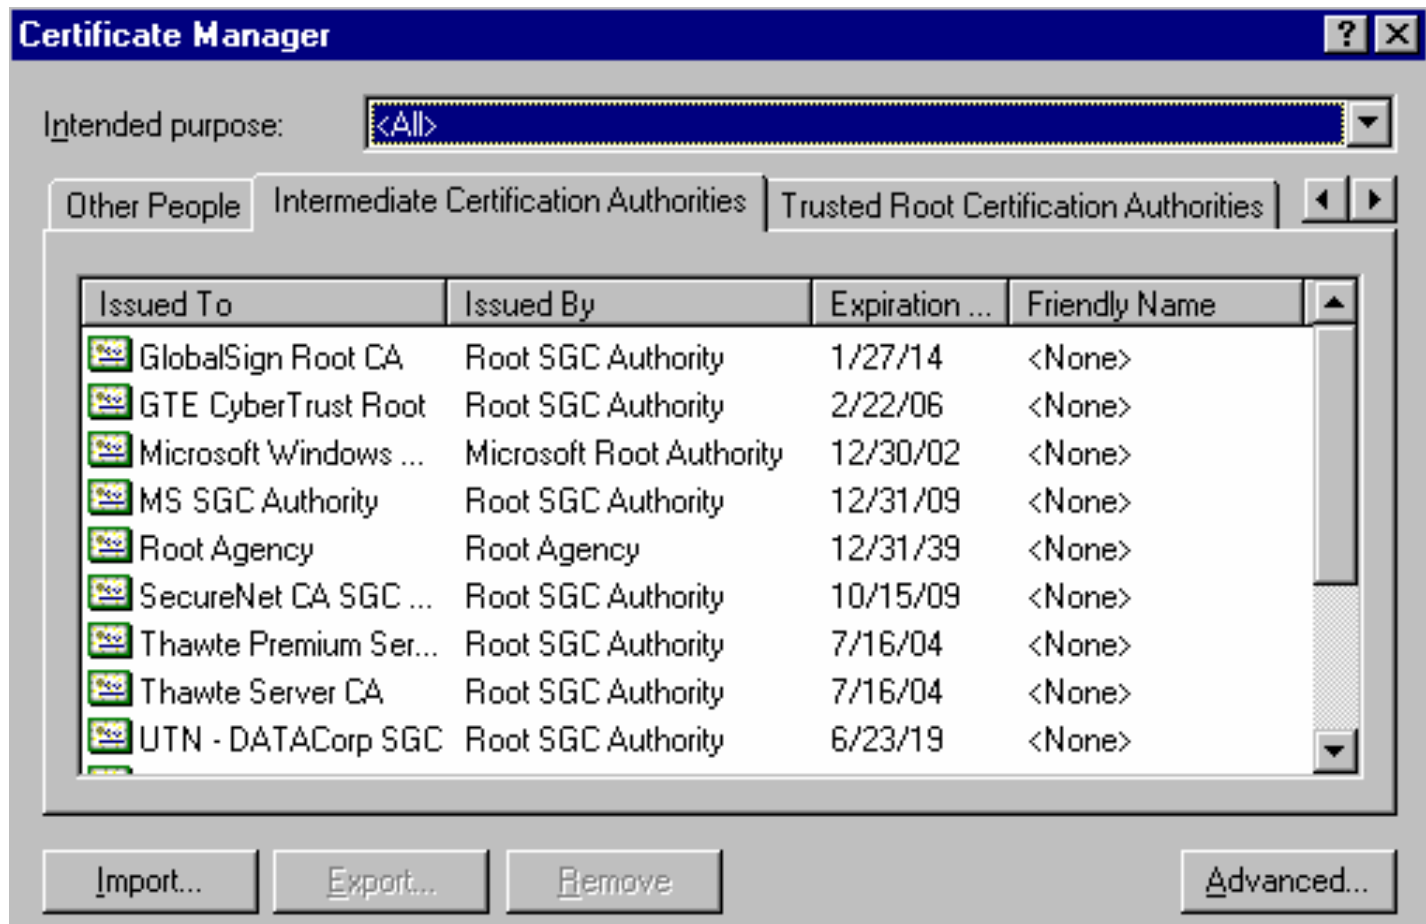 Certificate Manager
Intended purpose: <All>
Other People Intermediate Certification Authorities Trusted Root Certification Authorities
Issued To Issued By Expiration ... Friendly Name
GlobalSign Root CA Root SGC Authority 1/27/14 <None>
GTE CyberTrust Root Root SGC Authority 2/22/06 <None>
Microsoft Windows ... Microsoft Root Authority 12/30/02 <None>
MS SGC Authority Root SGC Authority 12/31/09 <None>
Root Agency Root Agency 12/31/39 <None>
SecureNet CA SGC ... Root SGC Authority 10/15/09 <None>
Thawte Premium Ser... Root SGC Authority 7/16/04 <None>
Thawte Server CA Root SGC Authority 7/16/04 <None>
UTN - DATACorp SGC Root SGC Authority 6/23/19 <None>
Import... Export... Remove Advanced...